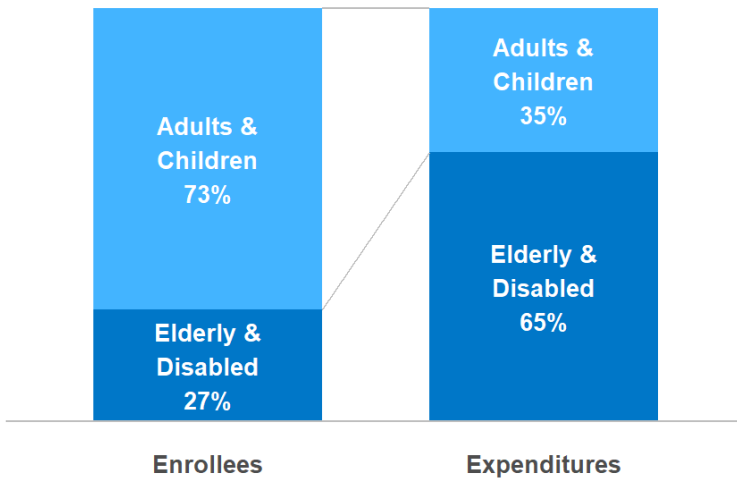 Adults &
Children
73%
Elderly &
Disabled
27%
Adults &
Children
35%
Elderly &
Disabled
65%
Enrollees
Expenditures